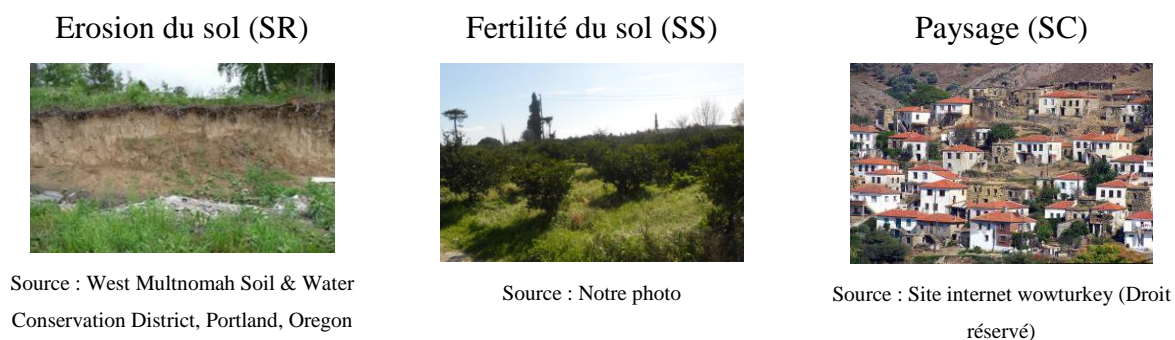 Erosion du sol (SR)
Fertilité du sol (SS)
Paysage (SC)
Source : West Multnomah Soil & Water
Conservation District, Portland, Oregon
Source : Notre photo
Source : Site internet wowturkey (Droit
réservé)